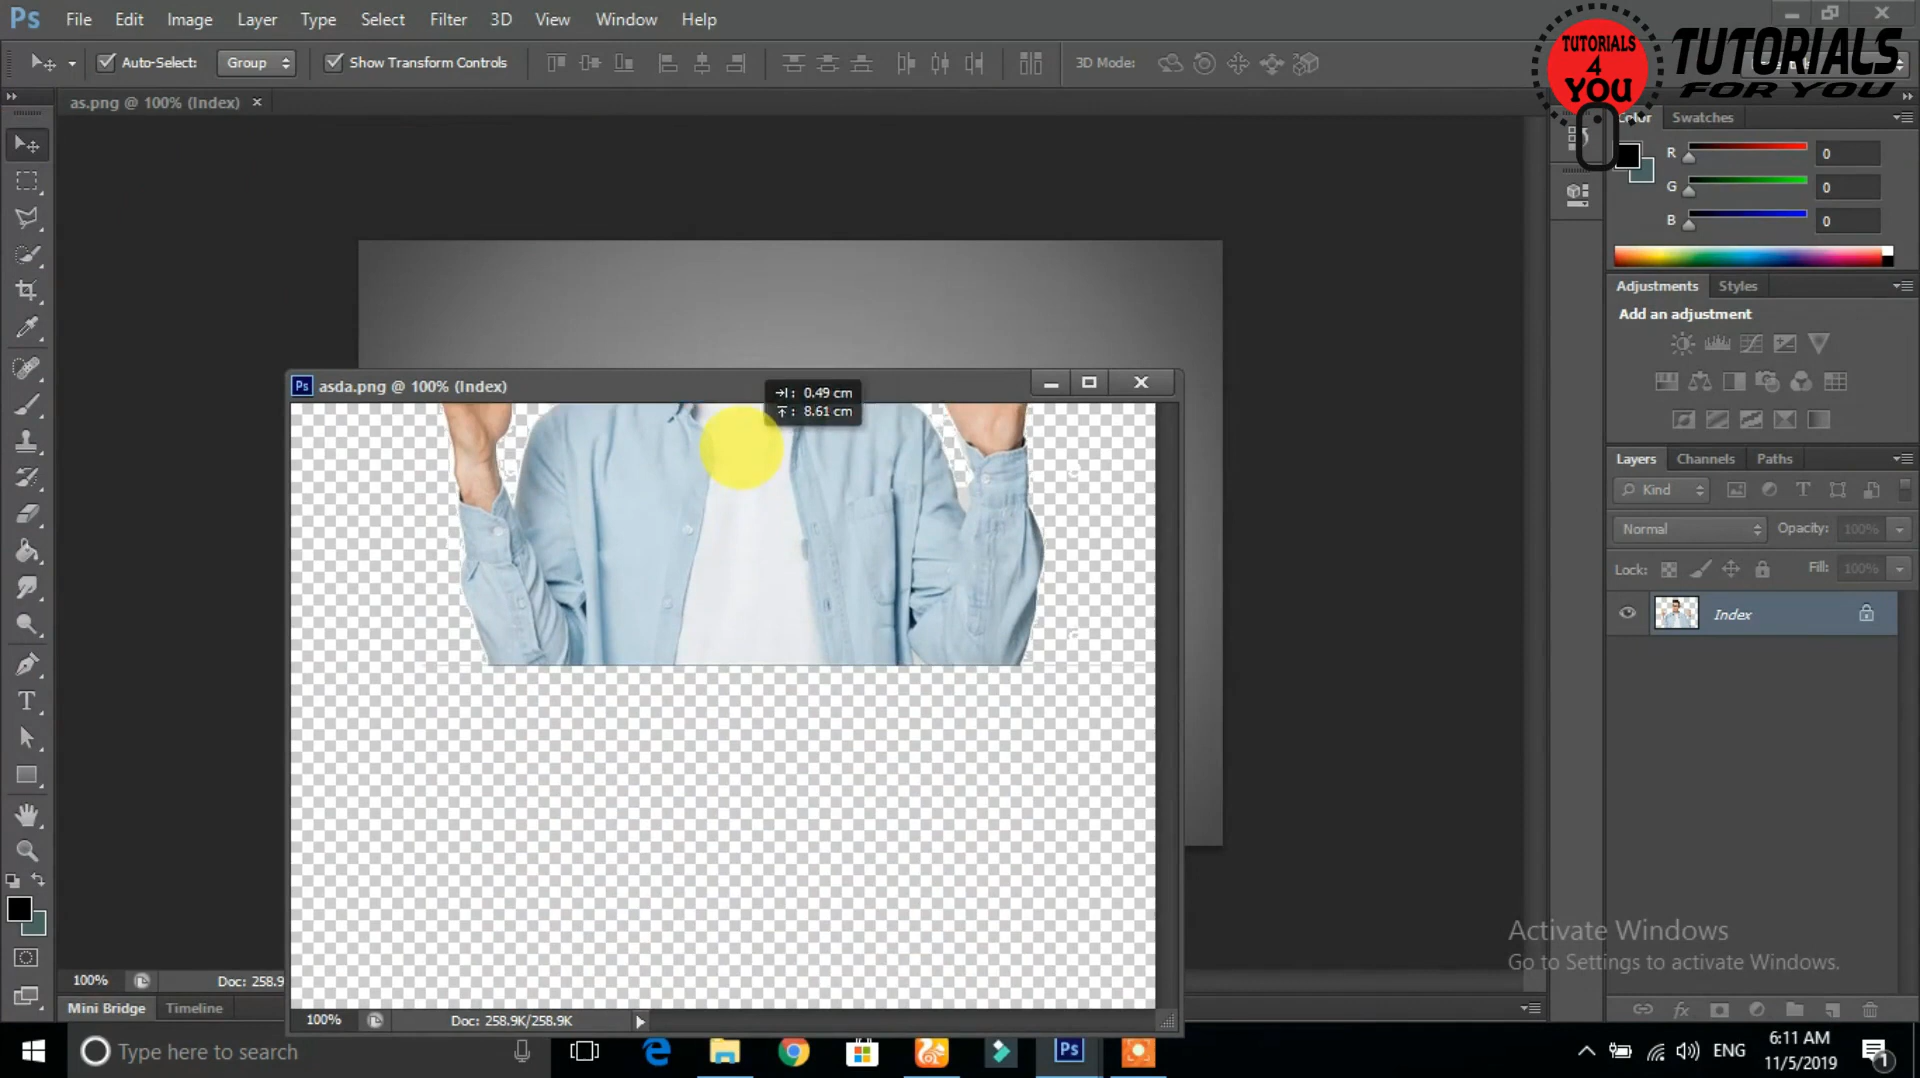 Ps File Edit Image Layer Type Select Filter 3D View Window Help
Auto-Select: Group Show Transform Controls 3D Mode:
TUTORIALS
4
YOU
TUTORIALS
FOR YOU
as.png @ 100% (Index) ×
Color Swatches
R 0
G 0
B 0
Adjustments Styles
Add an adjustment
Ps asda.png @ 100% (Index)
→|: 0.49 cm
↑: 8.61 cm
Layers Channels Paths
Kind
Normal Opacity: 100%
Lock: Fill: 100%
Index
Activate Windows
Go to Settings to activate Windows.
100% Doc: 258.9
Mini Bridge Timeline
100% Doc: 258.9K/258.9K
Type here to search
Ps
ENG
6:11 AM
11/5/2019
1